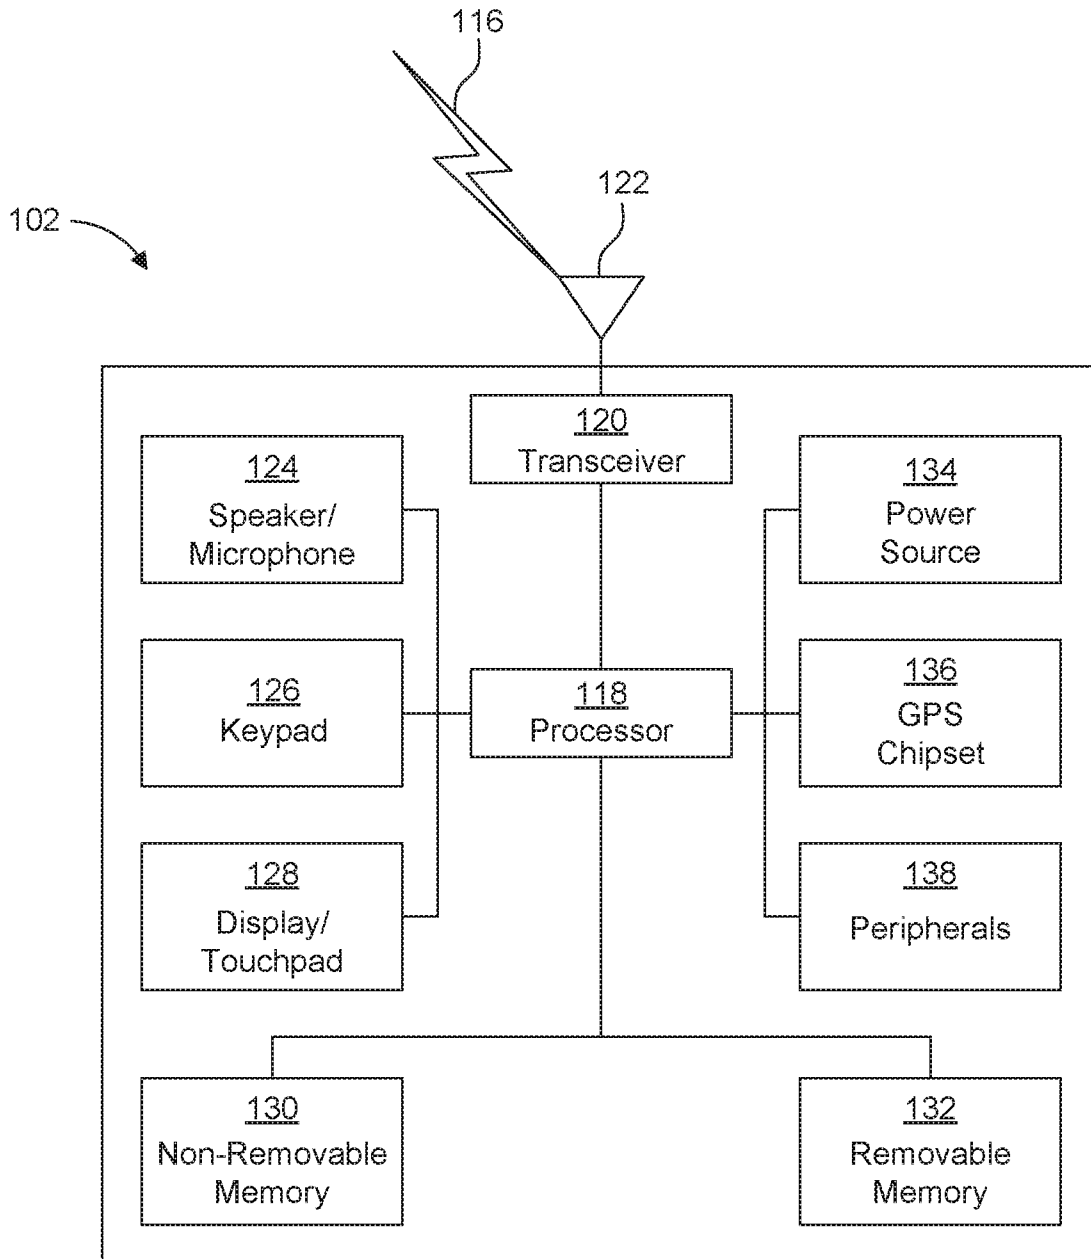 116
122
102
120
Transceiver
124
Speaker/
Microphone
134
Power
Source
126
Keypad
118
Processor
136
GPS
Chipset
128
Display/
Touchpad
138
Peripherals
130
Non-Removable
Memory
132
Removable
Memory